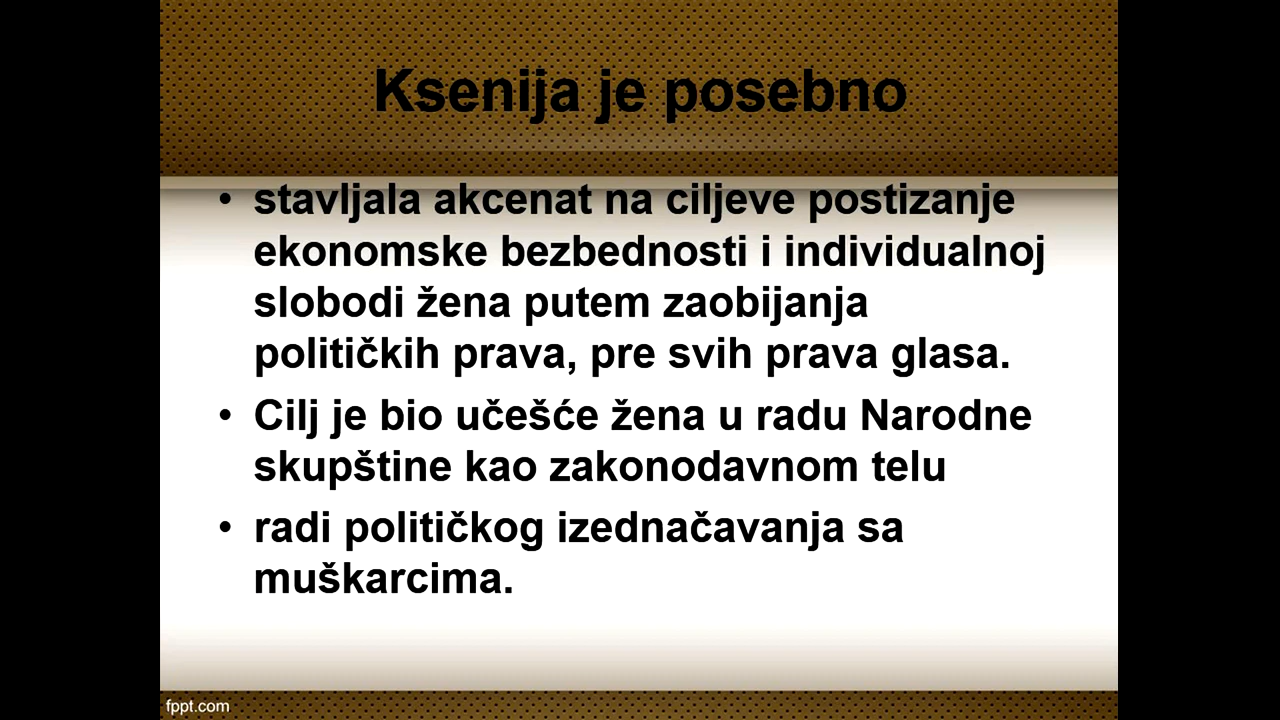 Ksenija je posebno
• stavljala akcenat na ciljeve postizanje
ekonomske bezbednosti i individualnoj
slobodi žena putem zaobijanja
političkih prava, pre svih prava glasa.
• Cilj je bio učešće žena u radu Narodne
skupštine kao zakonodavnom telu
• radi političkog izednačavanja sa
muškarcima.
fppt.com